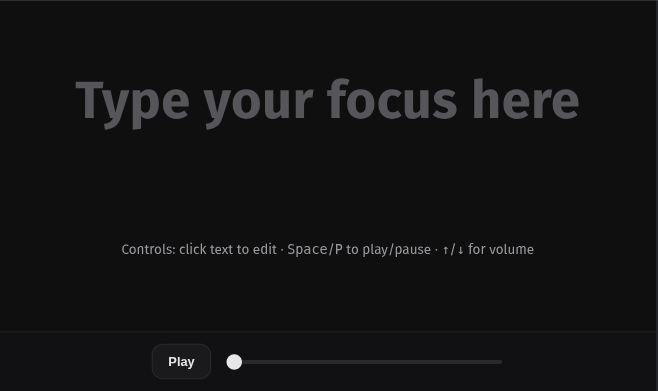 Type your focus here
Controls: click text to edit · Space/P to play/pause · ↑/↓ for volume
Play